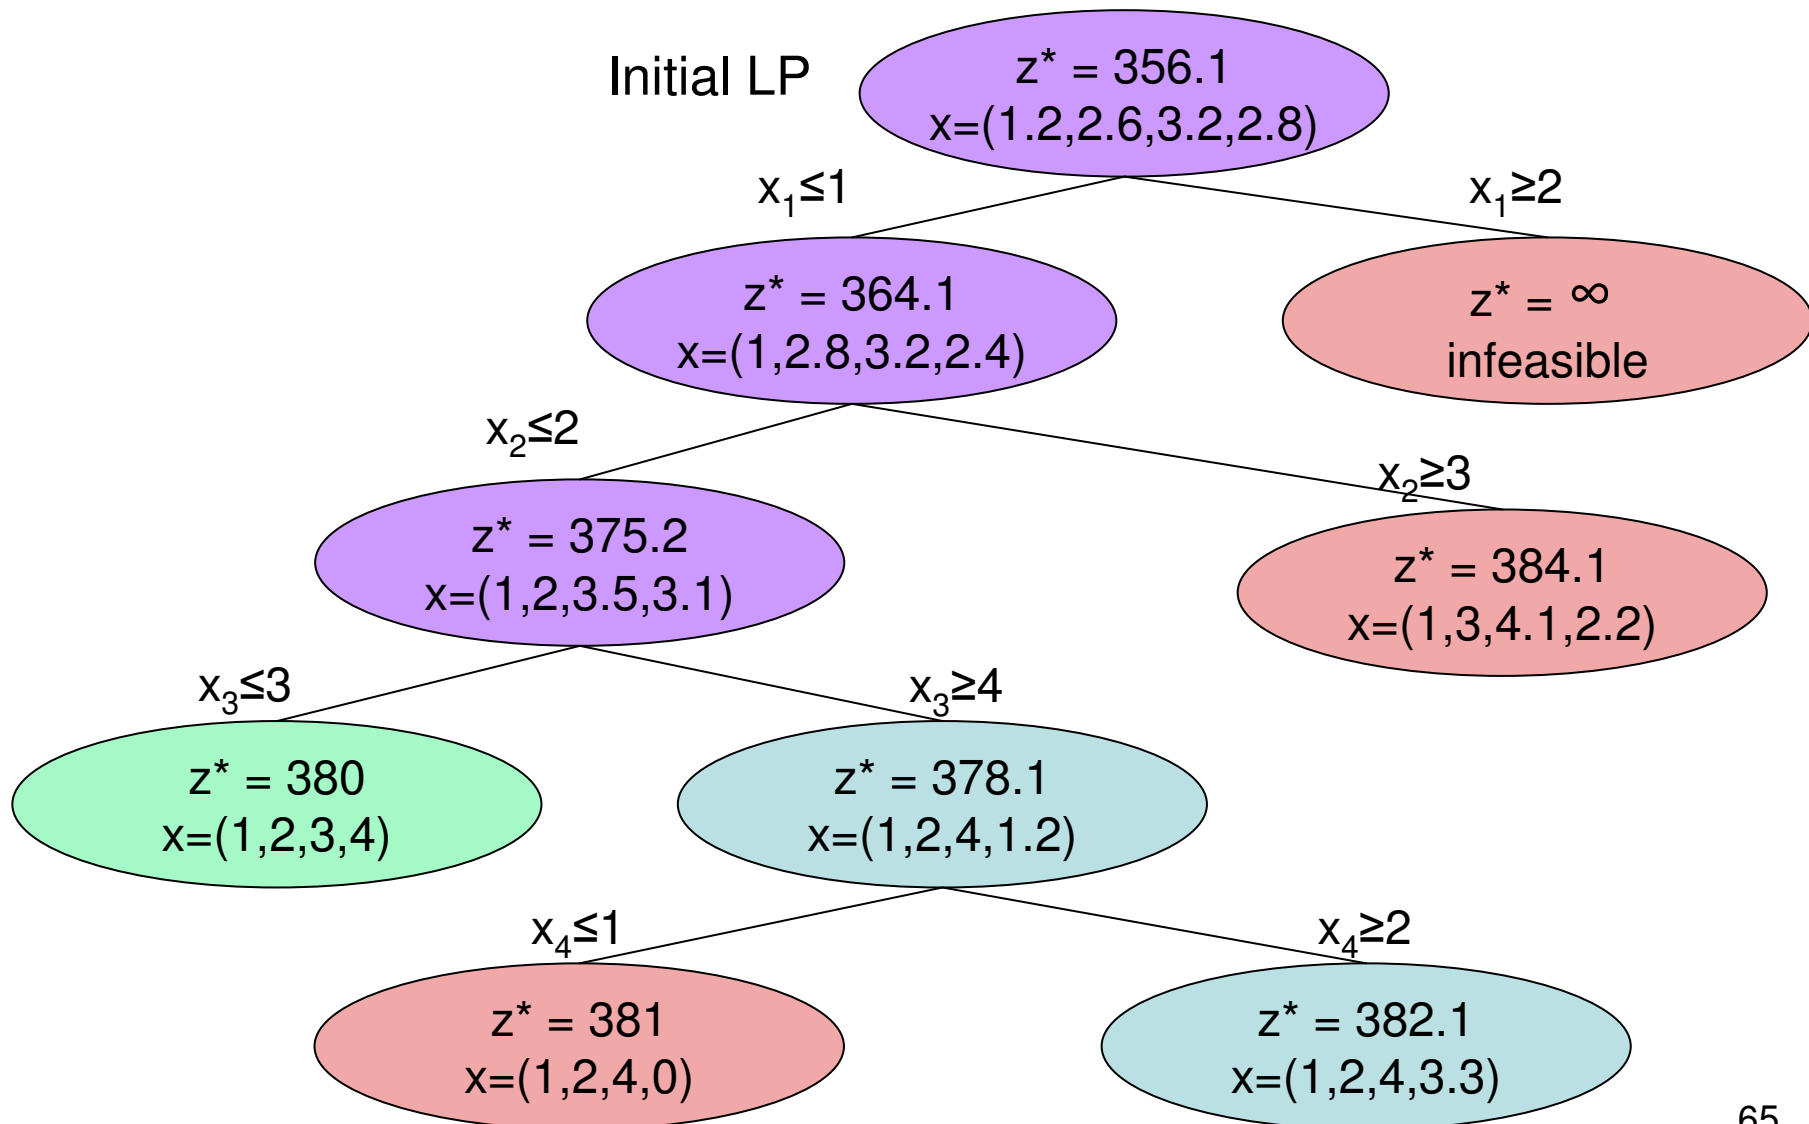 Initial LP
z* = 356.1
x=(1.2,2.6,3.2,2.8)
x₁≤1
x₁≥2
z* = 364.1
x=(1,2.8,3.2,2.4)
z* = ∞
infeasible
x₂≤2
x₂≥3
z* = 375.2
x=(1,2,3.5,3.1)
z* = 384.1
x=(1,3,4.1,2.2)
x₃≤3
x₃≥4
z* = 380
x=(1,2,3,4)
z* = 378.1
x=(1,2,4,1.2)
x₄≤1
x₄≥2
z* = 381
x=(1,2,4,0)
z* = 382.1
x=(1,2,4,3.3)
65